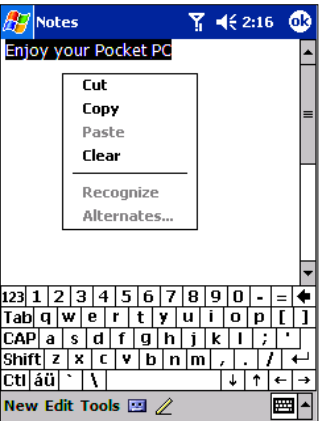 Notes 2:16 ok
Enjoy your Pocket PC
Cut
Copy
Paste
Clear
Recognize
Alternates...
123 1 2 3 4 5 6 7 8 9 0 - = ←
Tab q w e r t y u i o p [ ]
CAP a s d f g h j k l ; '
Shift z x c v b n m , . / ↵
Ctl áü ` \ ↓ ↑ ← →
New Edit Tools